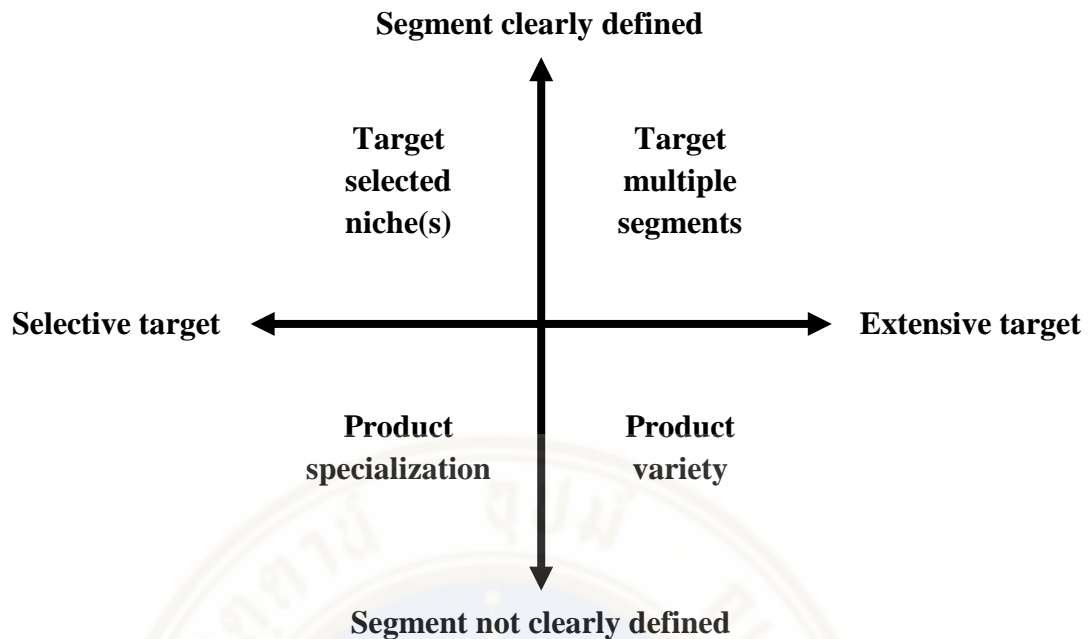 Segment clearly defined
Target
selected
niche(s)
Target
multiple
segments
Selective target
Extensive target
Product
specialization
Product
variety
Segment not clearly defined